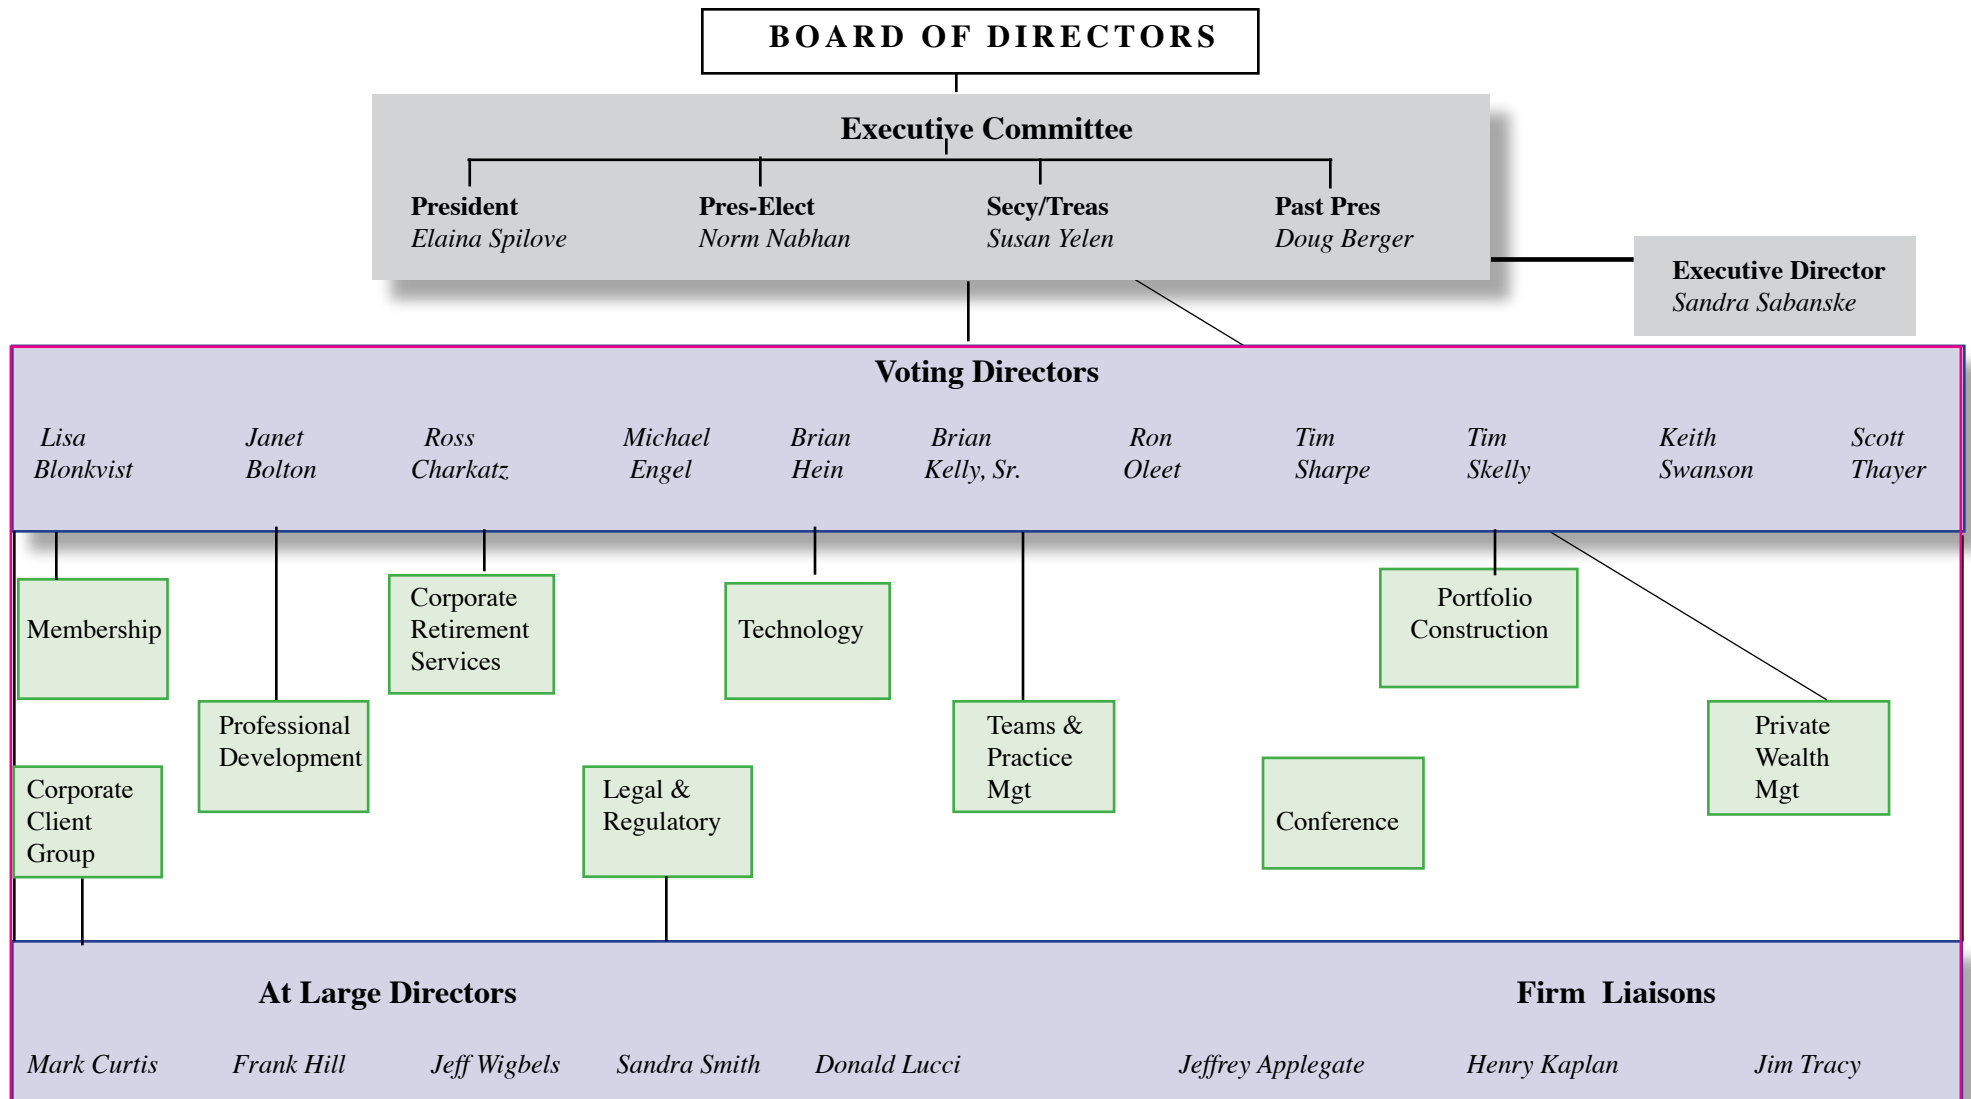 BOARD OF DIRECTORS
Executive Committee
President Pres-Elect Secy/Treas Past Pres
Elaina Spilove Norm Nabhan Susan Yelen Doug Berger
Executive Director
Sandra Sabanske
Voting Directors
Lisa Janet Ross Michael Brian Brian Ron Tim Tim Keith Scott
Blonkvist Bolton Charkatz Engel Hein Kelly, Sr. Oleet Sharpe Skelly Swanson Thayer
Membership
Corporate
Retirement
Services
Technology
Portfolio
Construction
Professional
Development
Teams &
Practice
Mgt
Private
Wealth
Mgt
Corporate
Client
Group
Legal &
Regulatory
Conference
At Large Directors Firm Liaisons
Mark Curtis Frank Hill Jeff Wigbels Sandra Smith Donald Lucci Jeffrey Applegate Henry Kaplan Jim Tracy